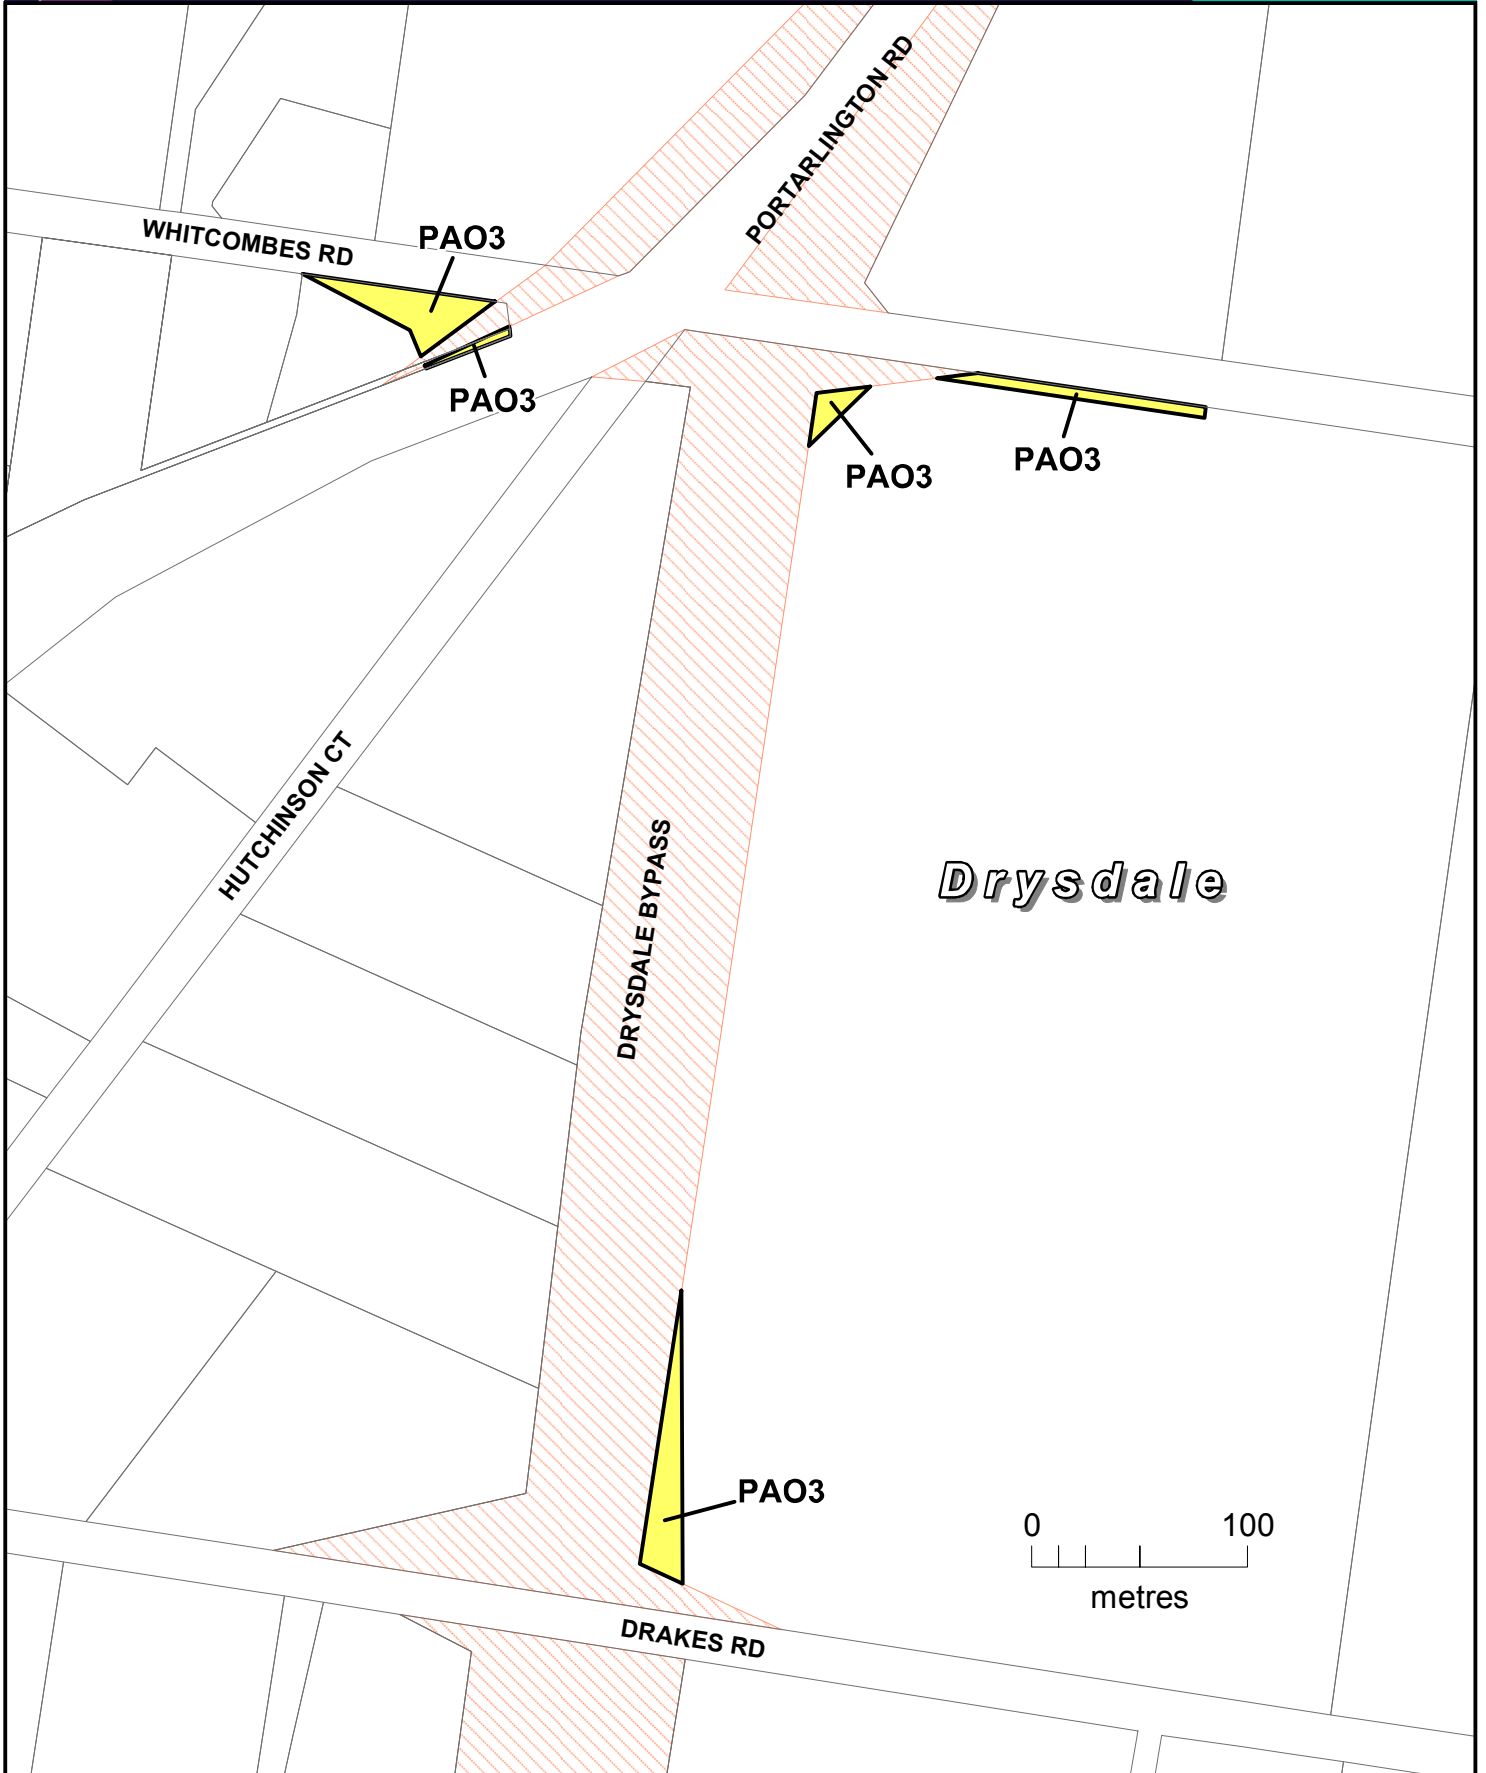 PORTARLINGTON RD
WHITCOMBES RD
PAO3
PAO3
PAO3
PAO3
HUTCHINSON CT
DRYSDALE BYPASS
Drysdale
PAO3
0 100
metres
DRAKES RD